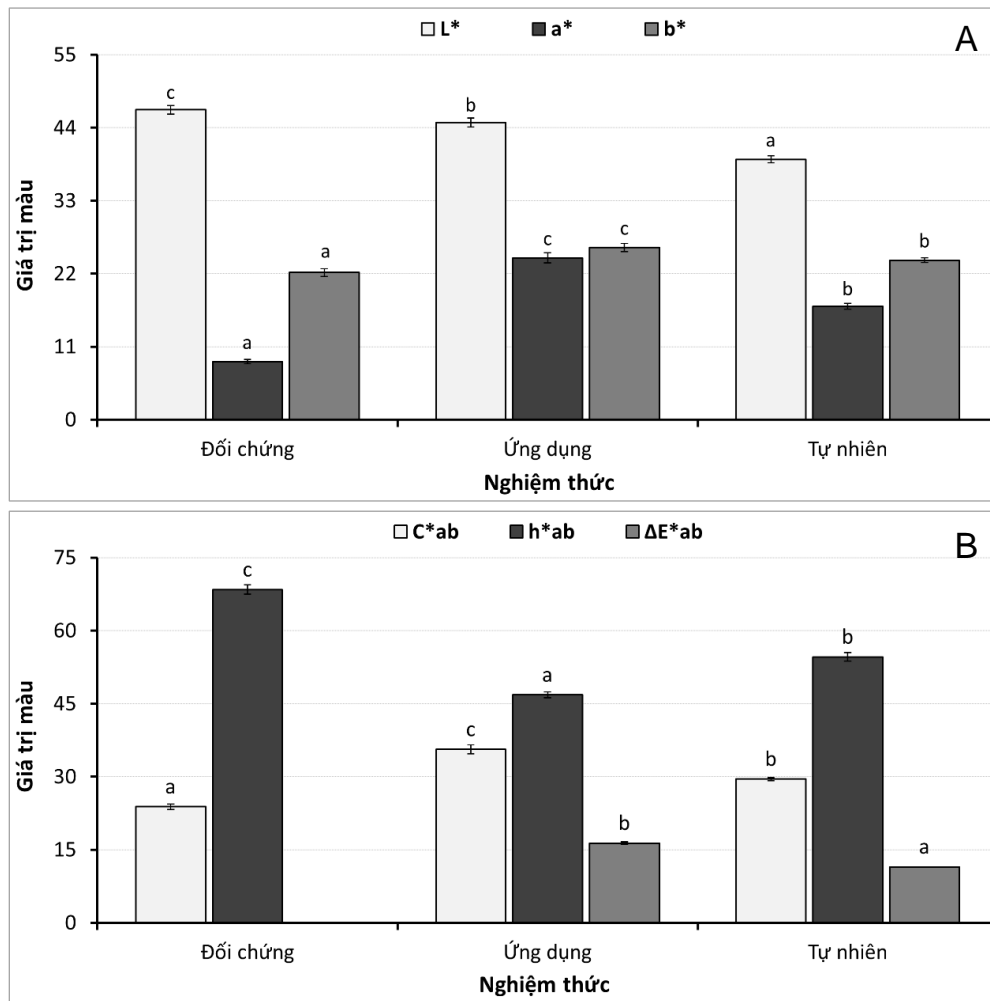 L* a* b*
A
55
44
33
22
11
0
Giá trị màu
c
a
a
b
c
c
a
b
b
Đối chứng Ứng dụng Tự nhiên
Nghiệm thức
C*ab h*ab ΔE*ab
B
75
60
45
30
15
0
Giá trị màu
a
c
c
a
b
b
b
a
Đối chứng Ứng dụng Tự nhiên
Nghiệm thức